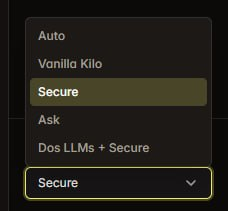 Auto
Vanilla Kilo
Secure
Ask
Dos LLMs + Secure
Secure